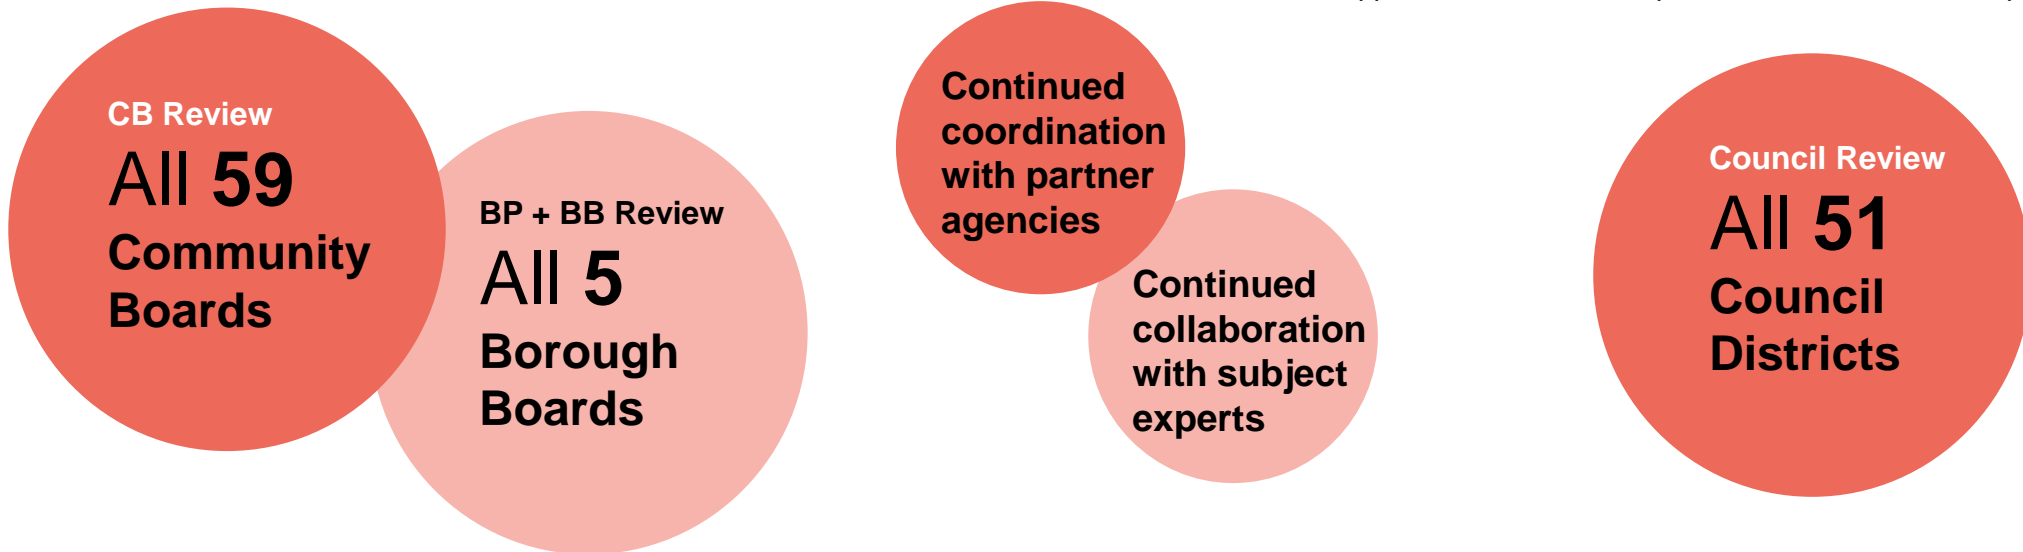 CB Review
All 59
Community
Boards
BP + BB Review
All 5
Borough
Boards
Continued
coordination
with partner
agencies
Continued
collaboration
with subject
experts
Council Review
All 51
Council
Districts